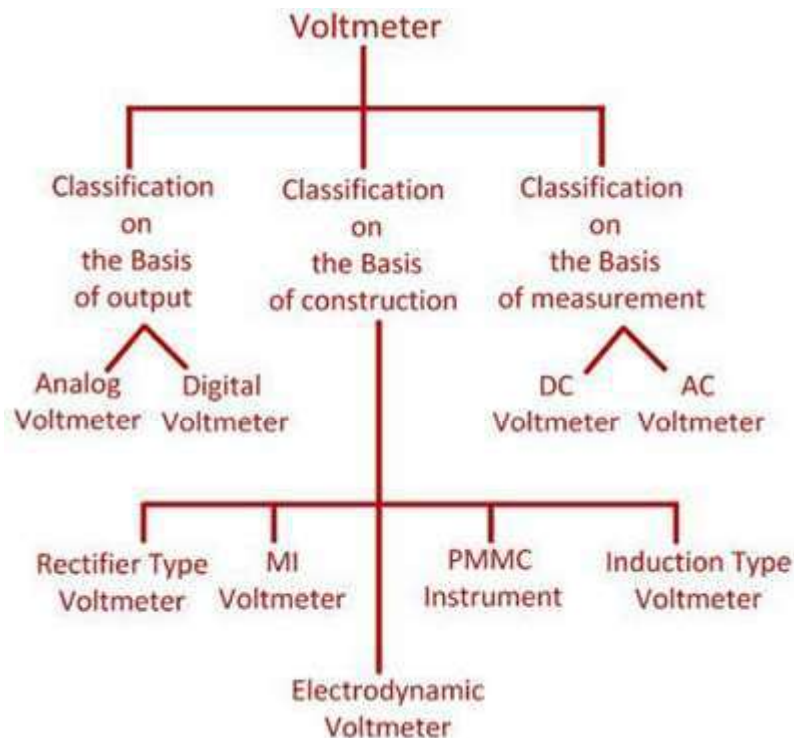 Voltmeter
Classification
on
the Basis
of output
Classification
on
the Basis
of construction
Classification
on
the Basis
of measurement
Analog
Voltmeter
Digital
Voltmeter
DC
Voltmeter
AC
Voltmeter
Rectifier Type
Voltmeter
MI
Voltmeter
PMMC
Instrument
Induction Type
Voltmeter
Electrodynamic
Voltmeter